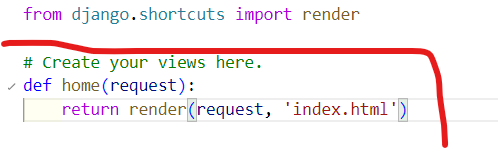 from django.shortcuts import render
# Create your views here.
def home(request):
    return render(request, 'index.html')